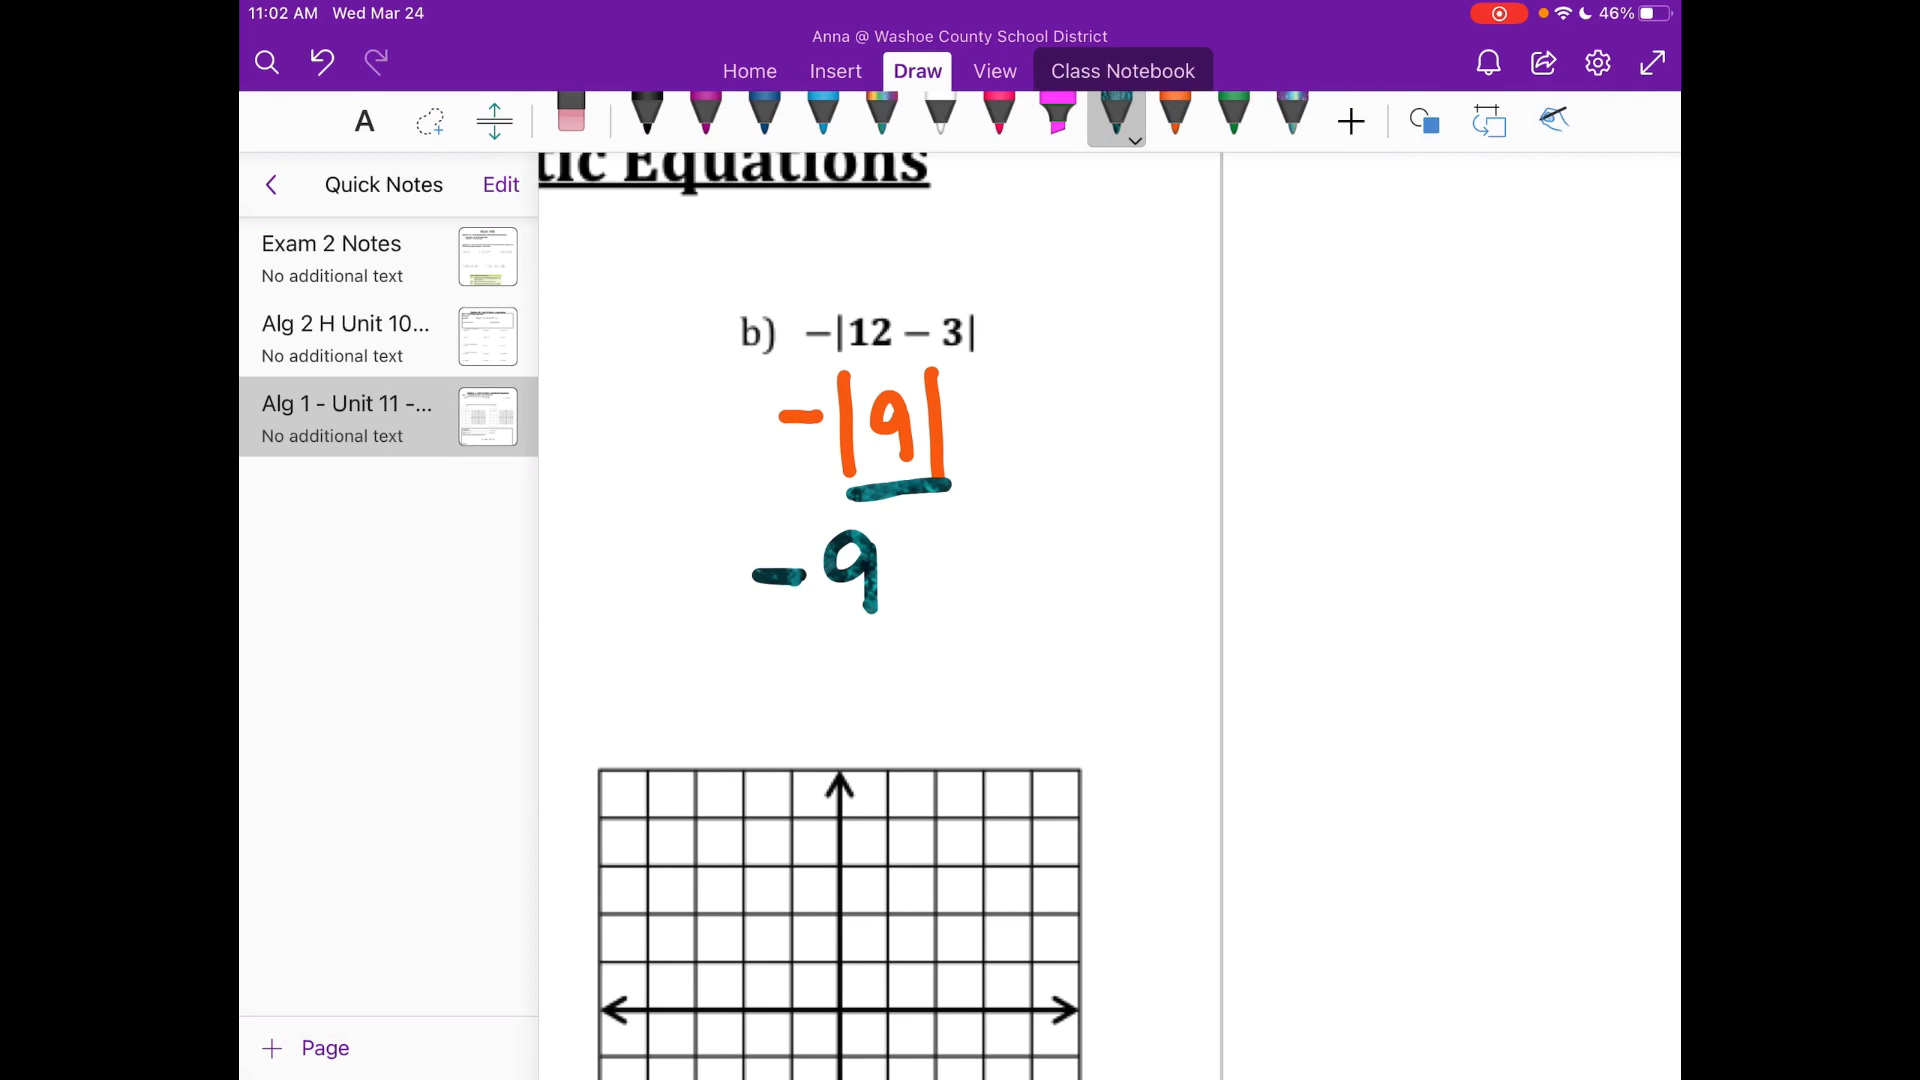 11:02 AM Wed Mar 24
46%
Anna @ Washoe County School District
Home Insert Draw View Class Notebook
A
Quick Notes Edit
tic Equations
Exam 2 Notes
No additional text
Alg 2 H Unit 10...
No additional text
Alg 1 - Unit 11 -...
No additional text
b) −|12 − 3|
-|9|
-9
+ Page